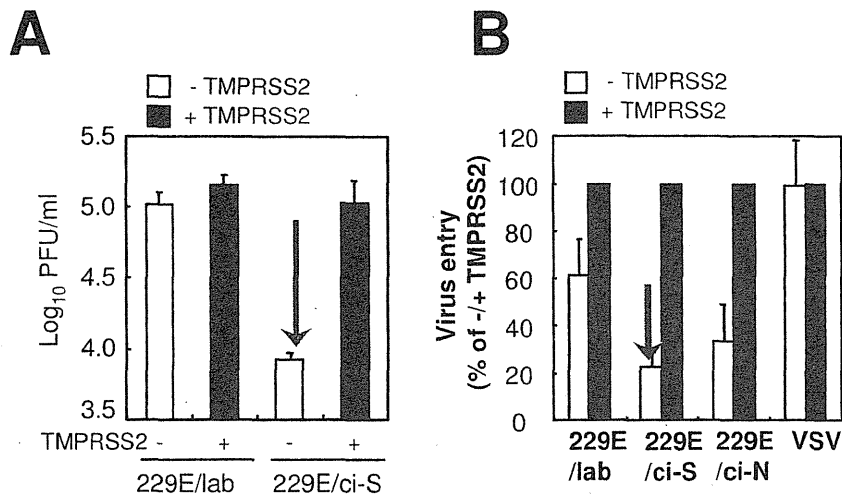 A
- TMPRSS2
+ TMPRSS2
Log10 PFU/ml
5.5
5.0
4.5
4.0
3.5
TMPRSS2 - + - +
229E/lab 229E/ci-S
B
- TMPRSS2
+ TMPRSS2
Virus entry
(% of -/+ TMPRSS2)
120
100
80
60
40
20
0
229E 229E 229E VSV
/lab /ci-S /ci-N